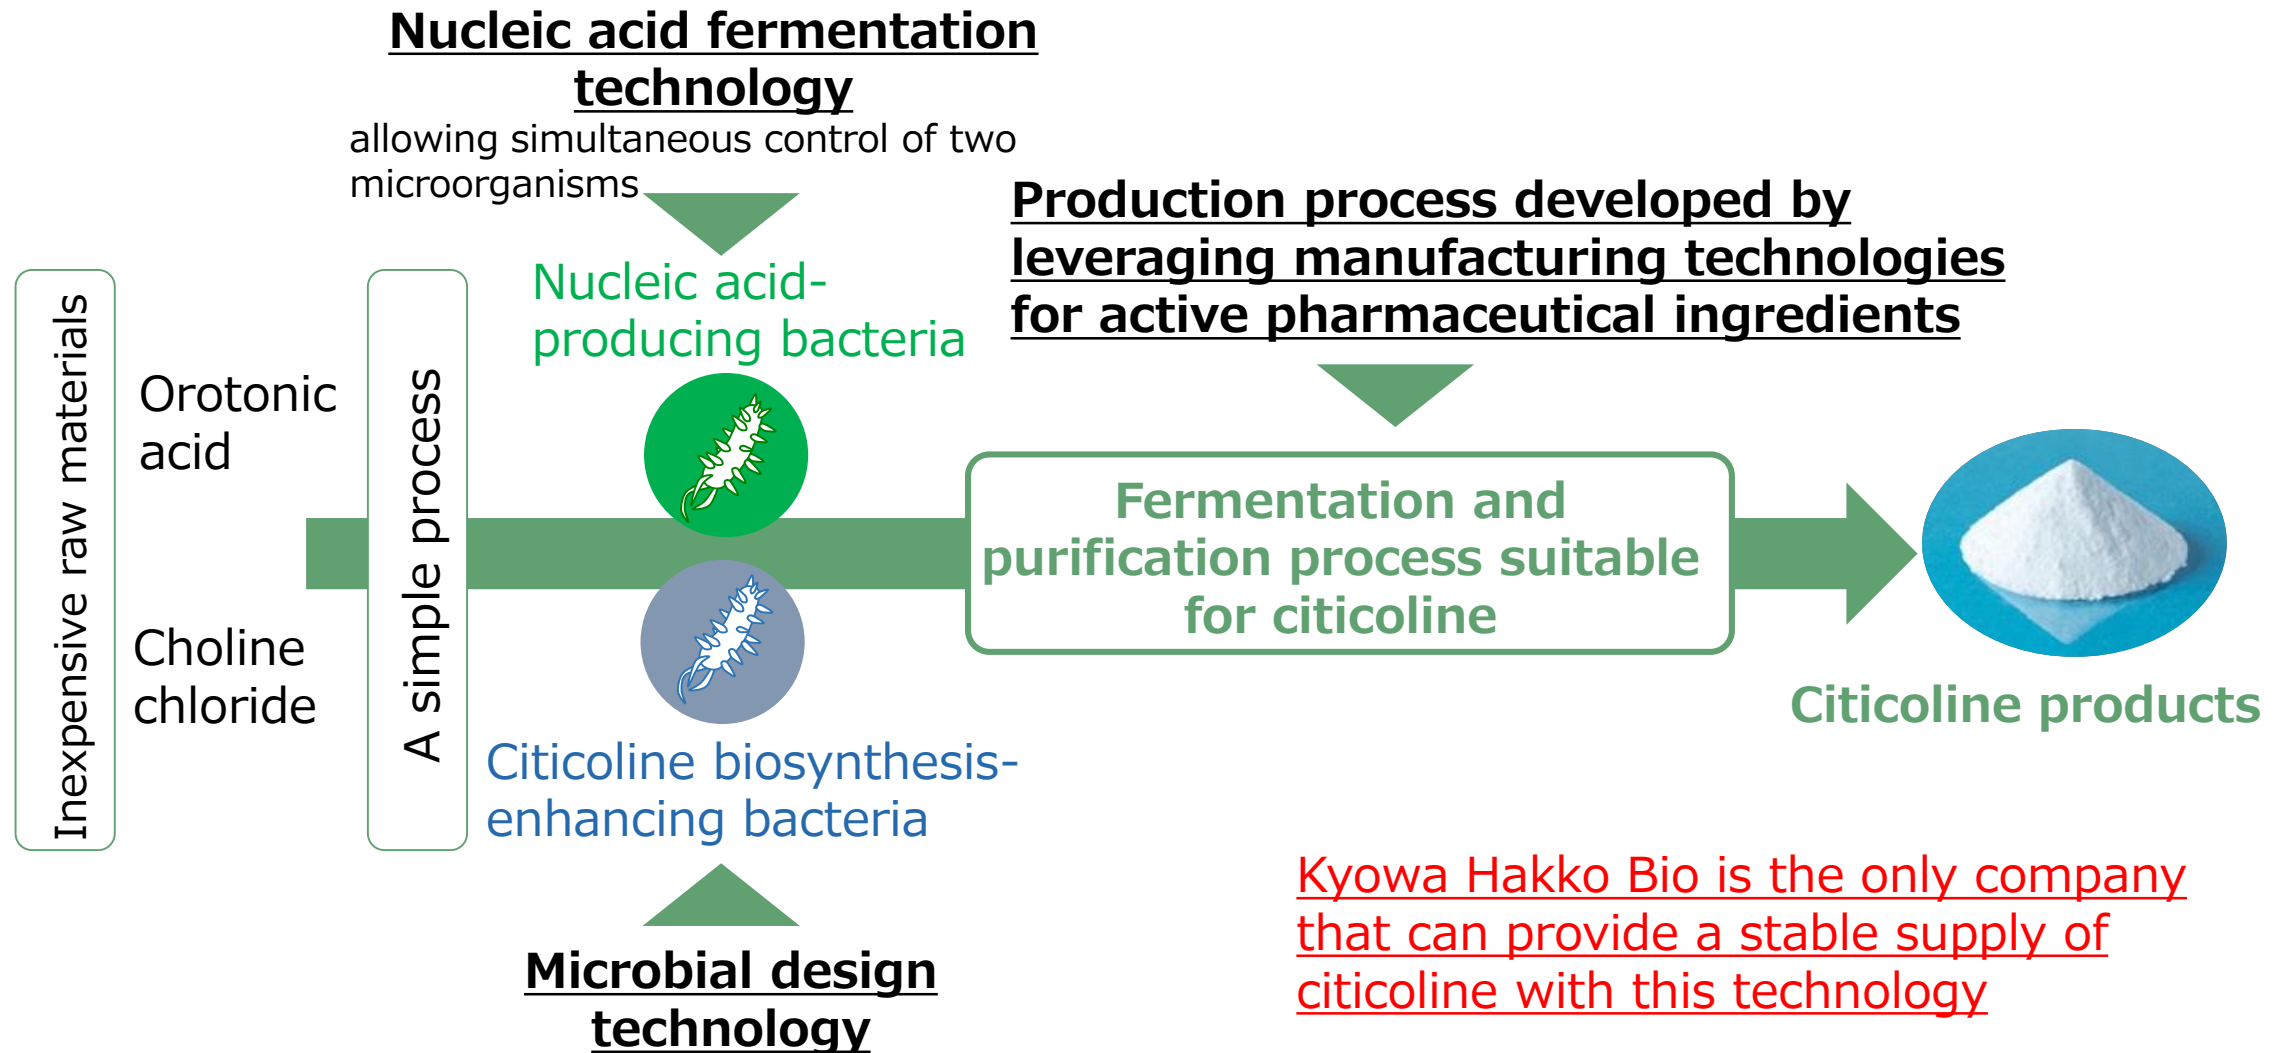 Nucleic acid fermentation
technology
allowing simultaneous control of two
microorganisms
Production process developed by
leveraging manufacturing technologies
for active pharmaceutical ingredients
Inexpensive raw materials
Orotonic
acid
Choline
chloride
A simple process
Nucleic acid-
producing bacteria
Citicoline biosynthesis-
enhancing bacteria
Microbial design
technology
Fermentation and
purification process suitable
for citicoline
Citicoline products
Kyowa Hakko Bio is the only company
that can provide a stable supply of
citicoline with this technology